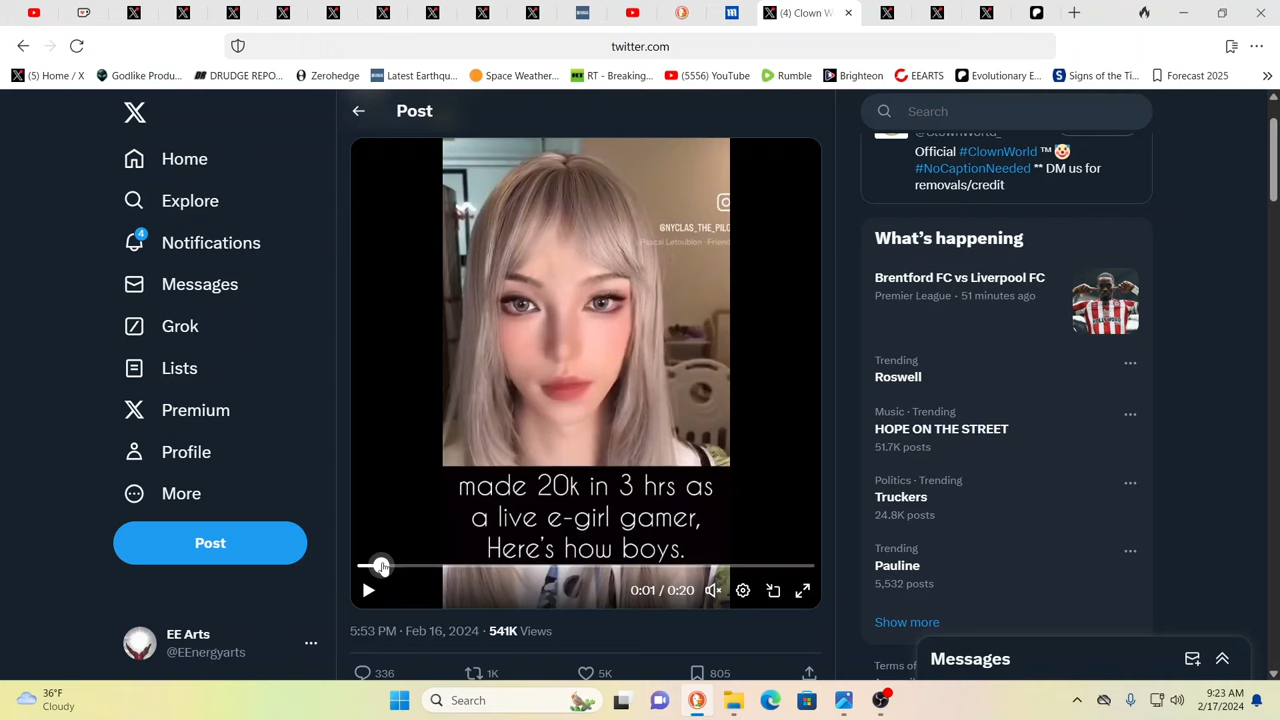 (4) Clown W
twitter.com
(5) Home / X
Godlike Produ...
DRUDGE REPO...
Zerohedge
Latest Earthqu...
Space Weather...
RT - Breaking...
(5556) YouTube
Rumble
Brighteon
EEARTS
Evolutionary E...
Signs of the Ti...
Forecast 2025
Home
Explore
4
Notifications
Messages
Grok
Lists
Premium
Profile
More
Post
EE Arts
@EEnergyarts
Post
@NYCLAS_THE_PILO
made 20k in 3 hrs as
a live e-girl gamer,
Here's how boys.
0:01 / 0:20
5:53 PM · Feb 16, 2024 · 541K Views
336
1K
5K
805
Search
@ClownWorld_
Official #ClownWorld ™🤡
#NoCaptionNeeded ** DM us for
removals/credit
What's happening
Brentford FC vs Liverpool FC
Premier League · 51 minutes ago
Trending
Roswell
Music · Trending
HOPE ON THE STREET
51.7K posts
Politics · Trending
Truckers
24.8K posts
Trending
Pauline
5,532 posts
Show more
Terms of
Messages
36°F
Cloudy
Search
9:23 AM
2/17/2024